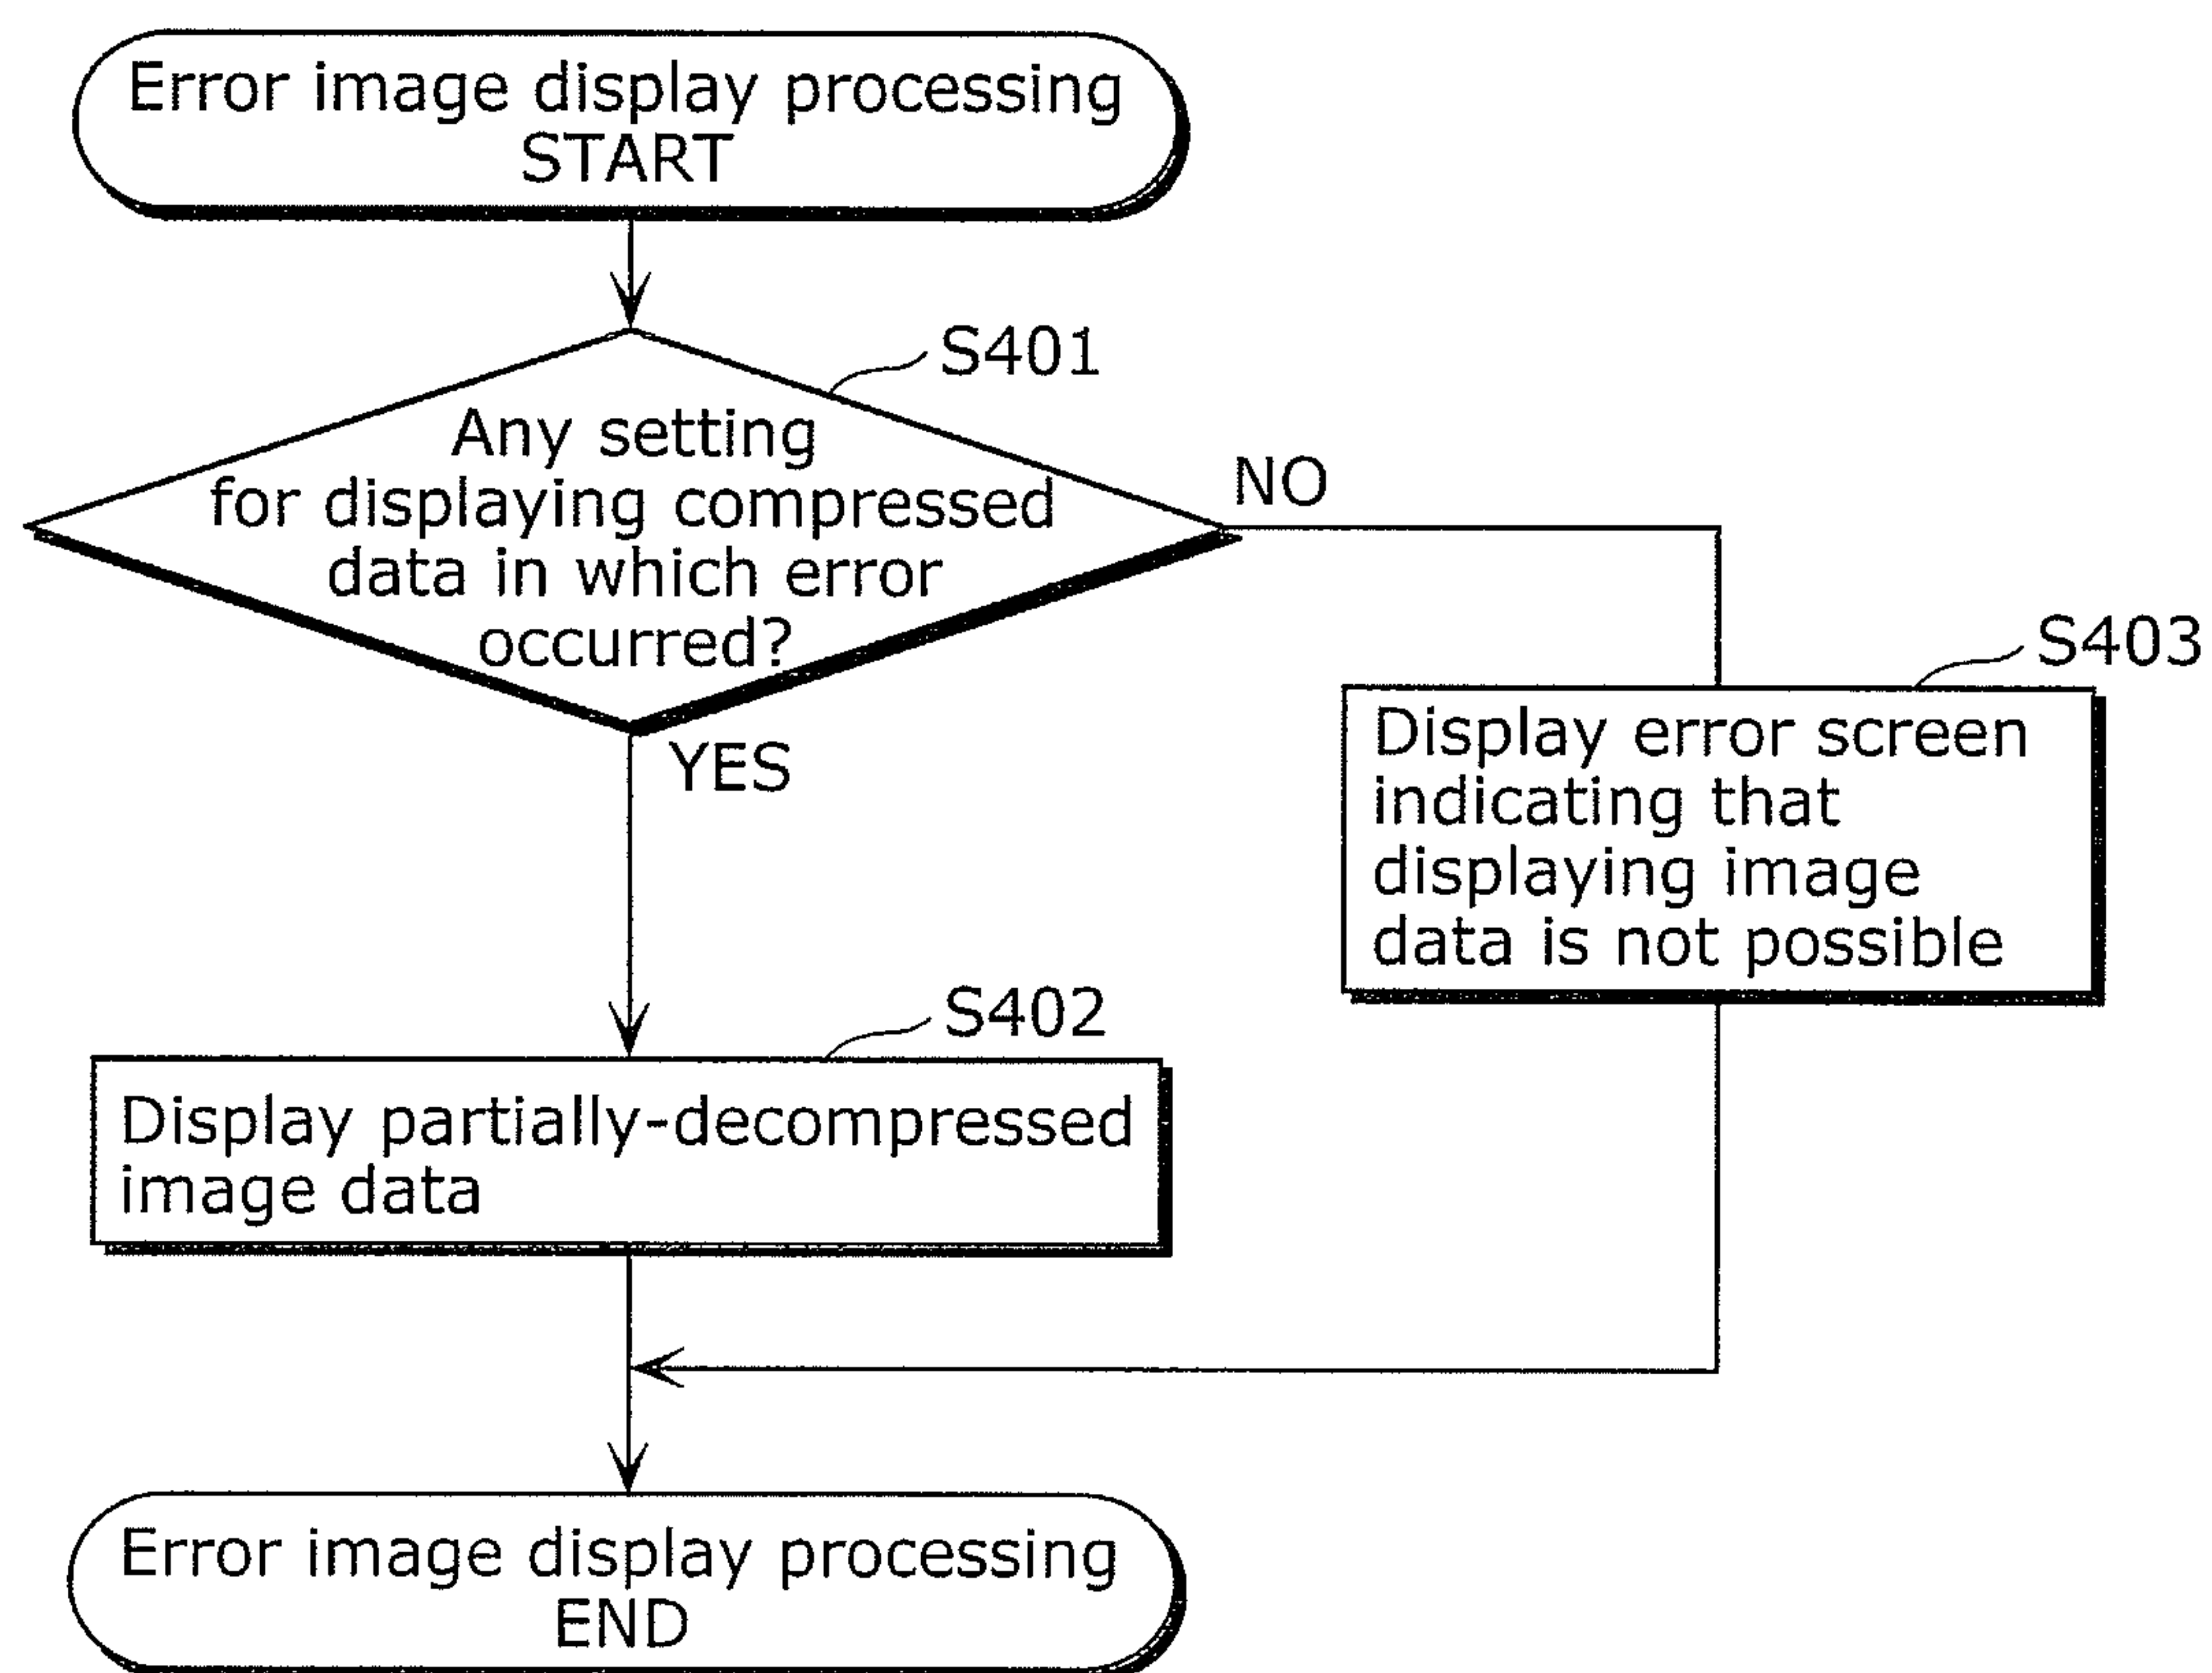 Error image display processing
START
S401
Any setting
for displaying compressed
data in which error
occurred?
NO
YES
S403
Display error screen
indicating that
displaying image
data is not possible
S402
Display partially-decompressed
image data
Error image display processing
END